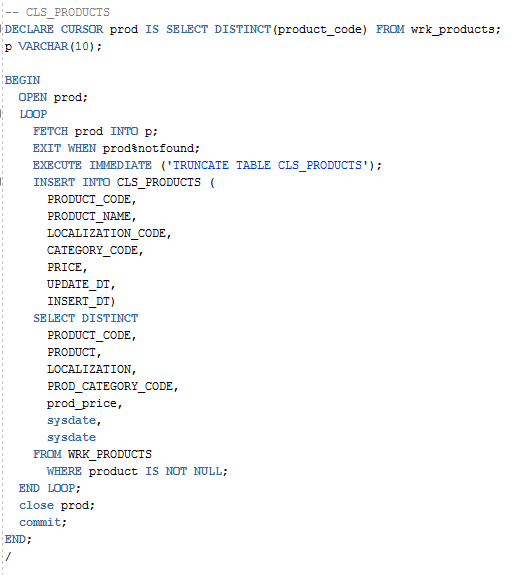 -- CLS_PRODUCTS
DECLARE CURSOR prod IS SELECT DISTINCT(product_code) FROM wrk_products;
p VARCHAR(10);
BEGIN
OPEN prod;
LOOP
FETCH prod INTO p;
EXIT WHEN prod%notfound;
EXECUTE IMMEDIATE ('TRUNCATE TABLE CLS_PRODUCTS');
INSERT INTO CLS_PRODUCTS (
PRODUCT_CODE,
PRODUCT_NAME,
LOCALIZATION_CODE,
CATEGORY_CODE,
PRICE,
UPDATE_DT,
INSERT_DT)
SELECT DISTINCT
PRODUCT_CODE,
PRODUCT,
LOCALIZATION,
PROD_CATEGORY_CODE,
prod_price,
sysdate,
sysdate
FROM WRK_PRODUCTS
WHERE product IS NOT NULL;
END LOOP;
close prod;
commit;
END;
/